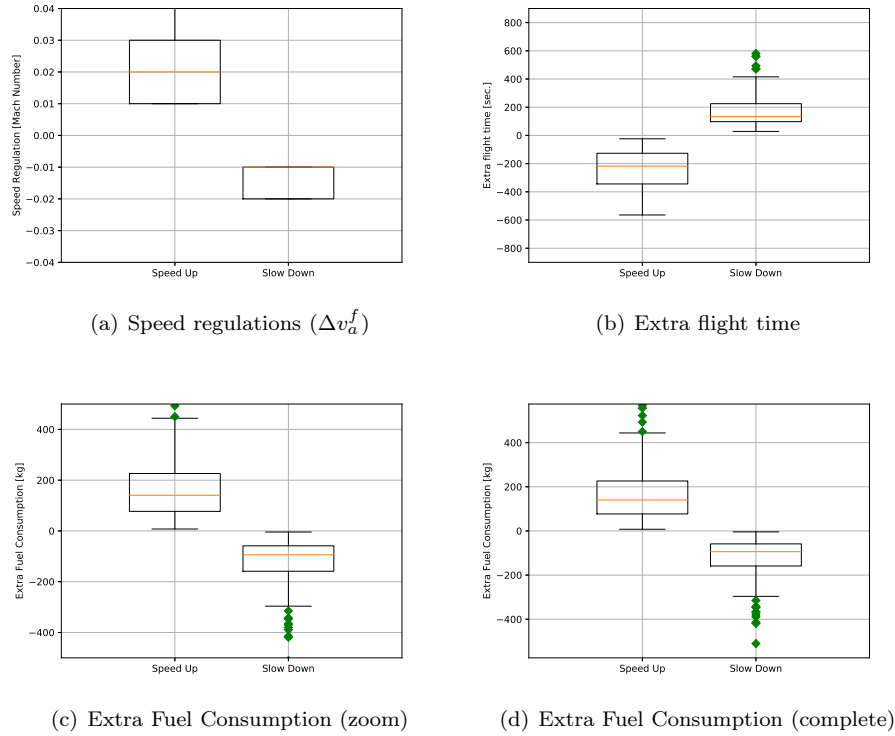 0.04
0.03
0.02
0.01
0.00
−0.01
−0.02
−0.03
−0.04
Speed Regulation [Mach Number]
Speed Up
Slow Down
(a) Speed regulations (Δv_a^f)
800
600
400
200
0
−200
−400
−600
−800
Extra flight time [sec.]
Speed Up
Slow Down
(b) Extra flight time
400
200
0
−200
−400
Extra Fuel Consumption [kg]
Speed Up
Slow Down
(c) Extra Fuel Consumption (zoom)
400
200
0
−200
−400
Extra Fuel Consumption [kg]
Speed Up
Slow Down
(d) Extra Fuel Consumption (complete)